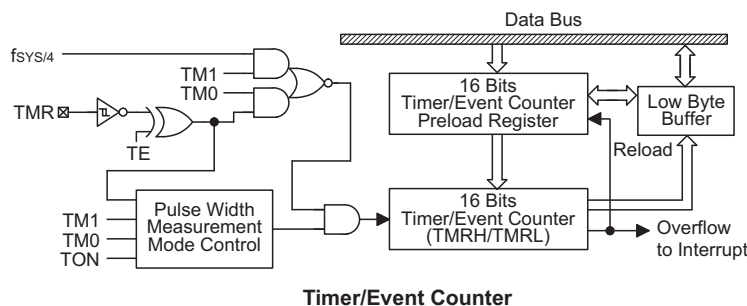 Data Bus
fSYS/4
TM1
TM0
TMR
TE
16 Bits
Timer/Event Counter
Preload Register
Low Byte
Buffer
Reload
TM1
TM0
TON
Pulse Width
Measurement
Mode Control
16 Bits
Timer/Event Counter
(TMRH/TMRL)
Overflow
to Interrupt
Timer/Event Counter